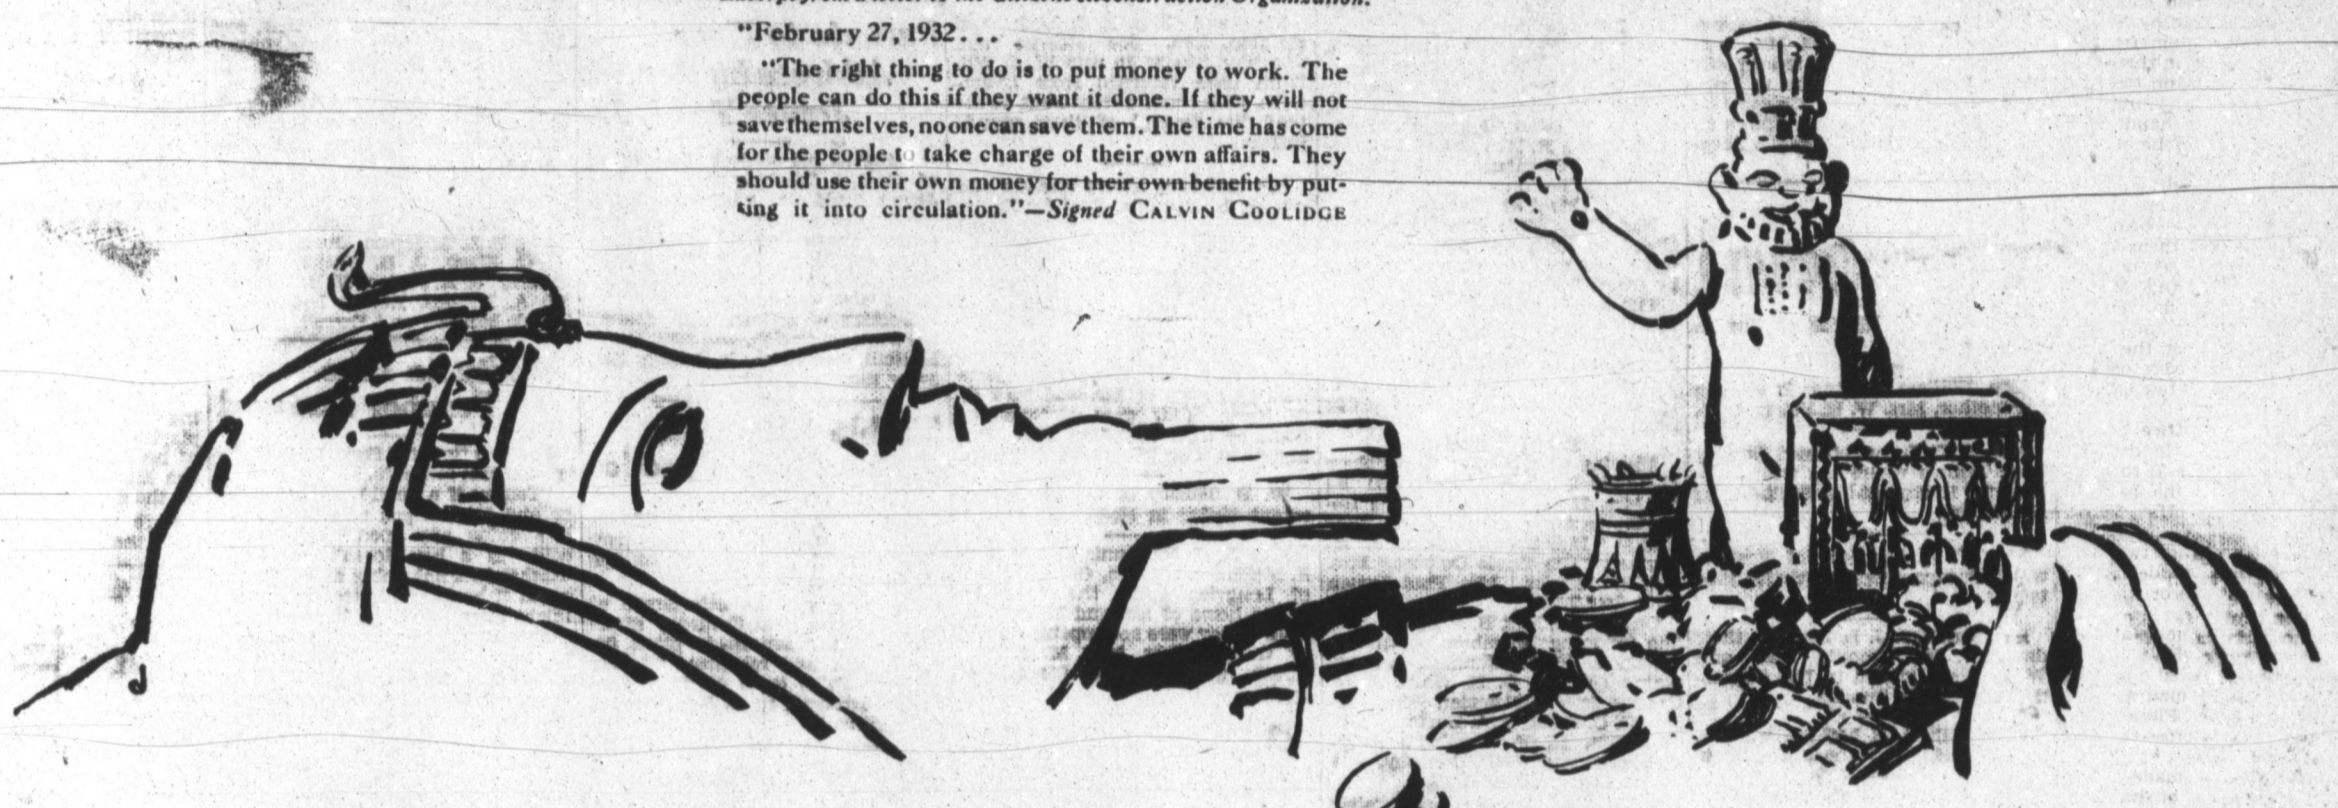 "February 27, 1932...
"The right thing to do is to put money to work. The
people can do this if they want it done. If they will not
save themselves, no one can save them. The time has come
for the people to take charge of their own affairs. They
should use their own money for their own benefit by put-
ting it into circulation."—Signed CALVIN COOLIDGE